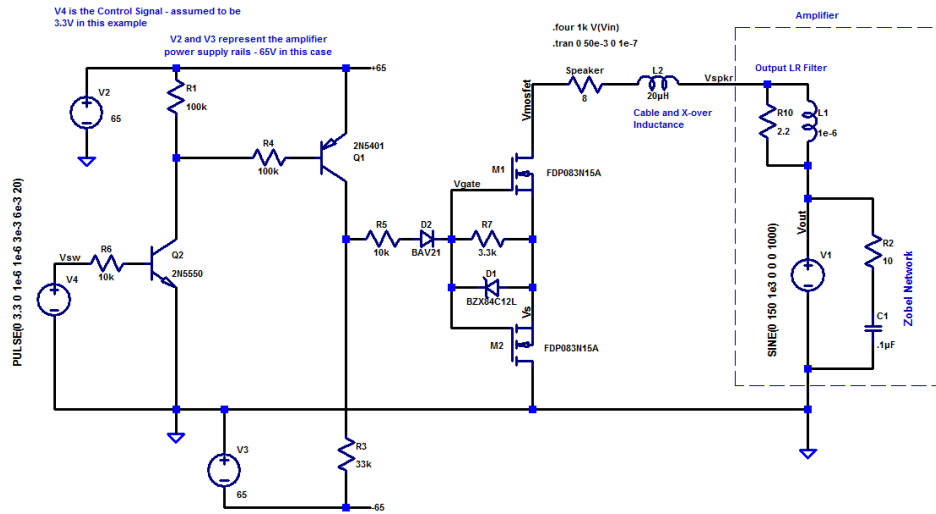 V4 is the Control Signal - assumed to be
3.3V in this example
V2 and V3 represent the amplifier
power supply rails - 65V in this case
.four 1k V(Vin)
.tran 0 50e-3 0 1e-7
Amplifier
+65
Speaker
8
L2
20µH
Vspkr
Output LR Filter
V2
65
R1
100k
Vmosfet
Cable and X-over
Inductance
R10
2.2
L1
1e-6
R4
100k
2N5401
Q1
M1
FDP083N15A
Vgate
R5
10k
D2
BAV21
R7
3.3k
Vout
R2
10
Vsw
R6
10k
Q2
2N5550
V4
D1
BZX84C12L
V1
Vs
M2
FDP083N15A
C1
.1µF
Zobel Network
PULSE(0 3.3 0 1e-6 1e-6 3e-3 6e-3 20)
SINE(0 150 1e3 0 0 0 1000)
V3
65
R3
33k
-65